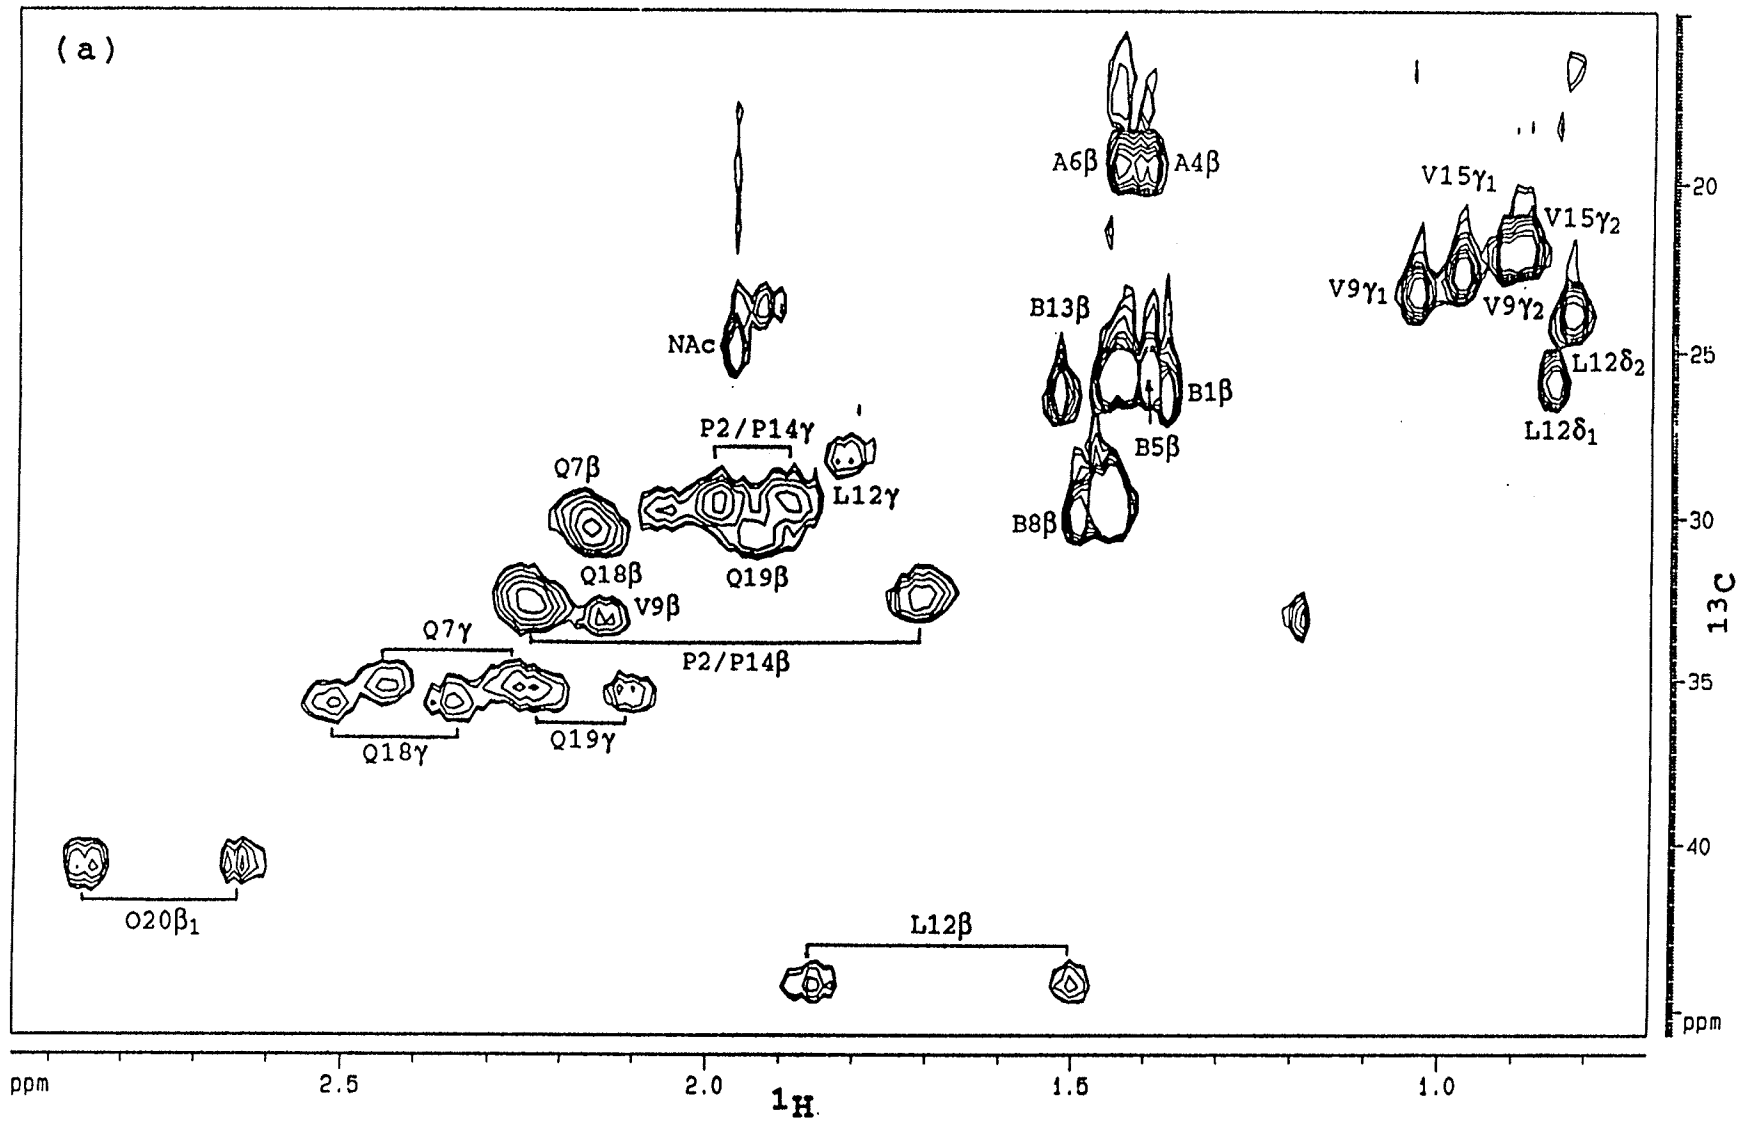 (a)
A6β
A4β
20
V15γ1
V15γ2
V9γ1
V9γ2
B13β
NAc
25
L12δ2
B1β
L12δ1
P2/P14γ
B5β
Q7β
L12γ
B8β
30
Q18β
Q19β
V9β
13C
Q7γ
P2/P14β
35
Q18γ
Q19γ
40
O20β1
L12β
ppm
ppm
2.5
2.0
1.5
1.0
1H